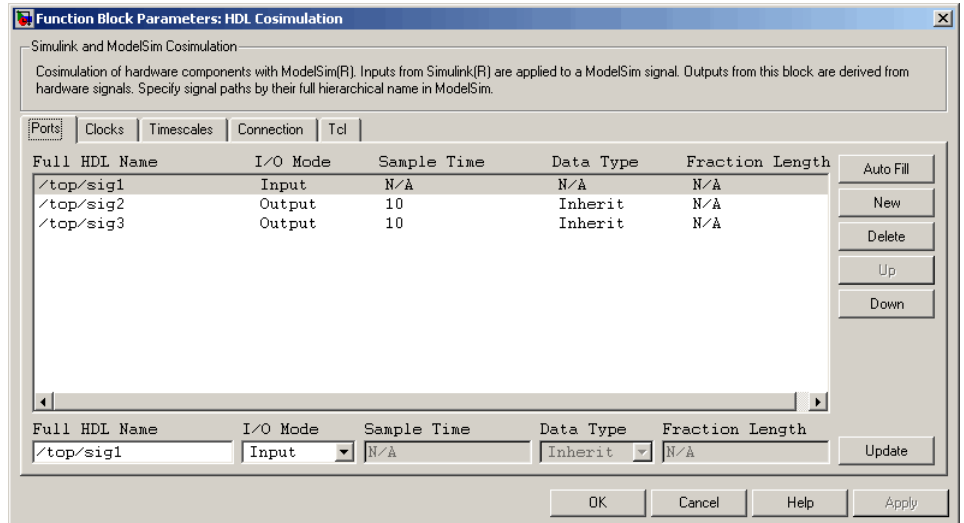 Function Block Parameters: HDL Cosimulation
Simulink and ModelSim Cosimulation
Cosimulation of hardware components with ModelSim(R). Inputs from Simulink(R) are applied to a ModelSim signal. Outputs from this block are derived from
hardware signals. Specify signal paths by their full hierarchical name in ModelSim.
Ports Clocks Timescales Connection Tcl
Full HDL Name I/O Mode Sample Time Data Type Fraction Length
/top/sig1 Input N/A N/A N/A
/top/sig2 Output 10 Inherit N/A
/top/sig3 Output 10 Inherit N/A
Auto Fill
New
Delete
Up
Down
Full HDL Name I/O Mode Sample Time Data Type Fraction Length
/top/sig1 Input N/A Inherit N/A Update
OK Cancel Help Apply